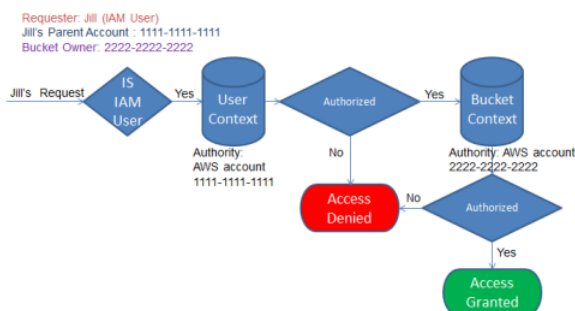 Requester: Jill (IAM User)
Jill's Parent Account : 1111-1111-1111
Bucket Owner: 2222-2222-2222
Jill's Request
IS
IAM
User
Yes
User
Context
Authorized
Yes
Bucket
Context
Authority:
AWS account
1111-1111-1111
No
Authority: AWS account
2222-2222-2222
Access
Denied
No
Authorized
Yes
Access
Granted